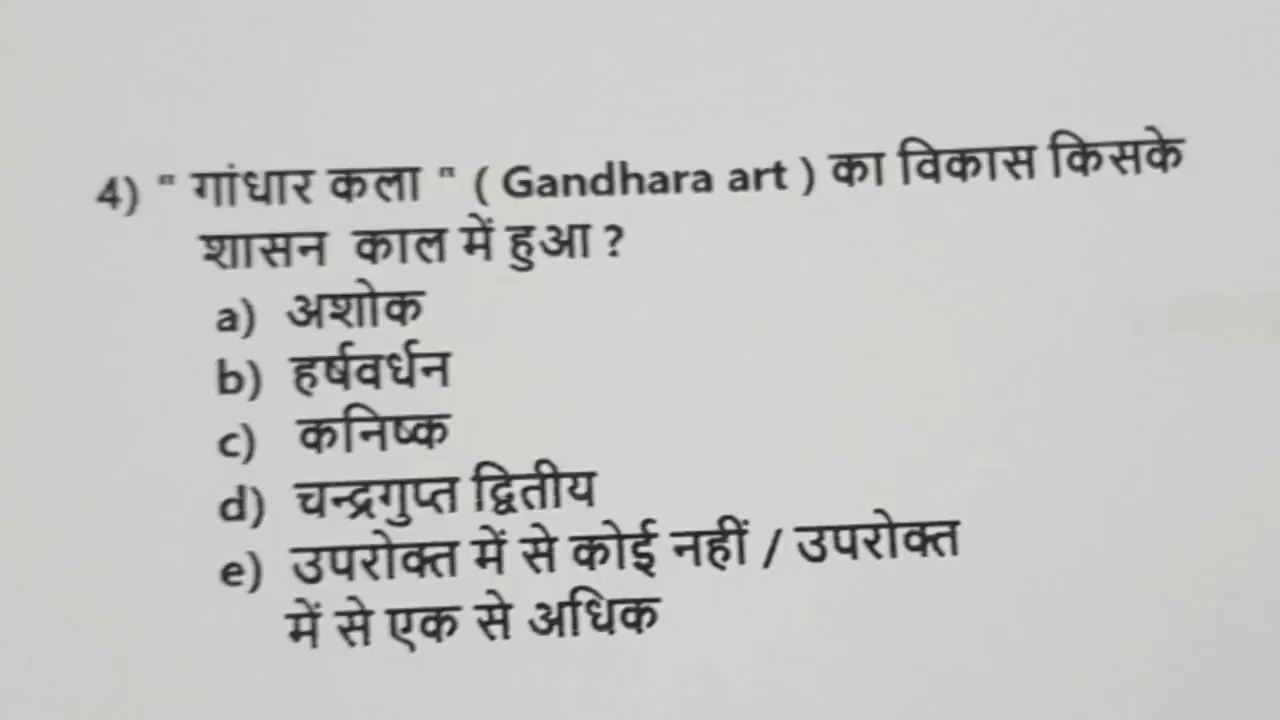 4) " गांधार कला " ( Gandhara art ) का विकास किसके
शासन काल में हुआ ?
a) अशोक
b) हर्षवर्धन
c) कनिष्क
d) चन्द्रगुप्त द्वितीय
e) उपरोक्त में से कोई नहीं / उपरोक्त
में से एक से अधिक